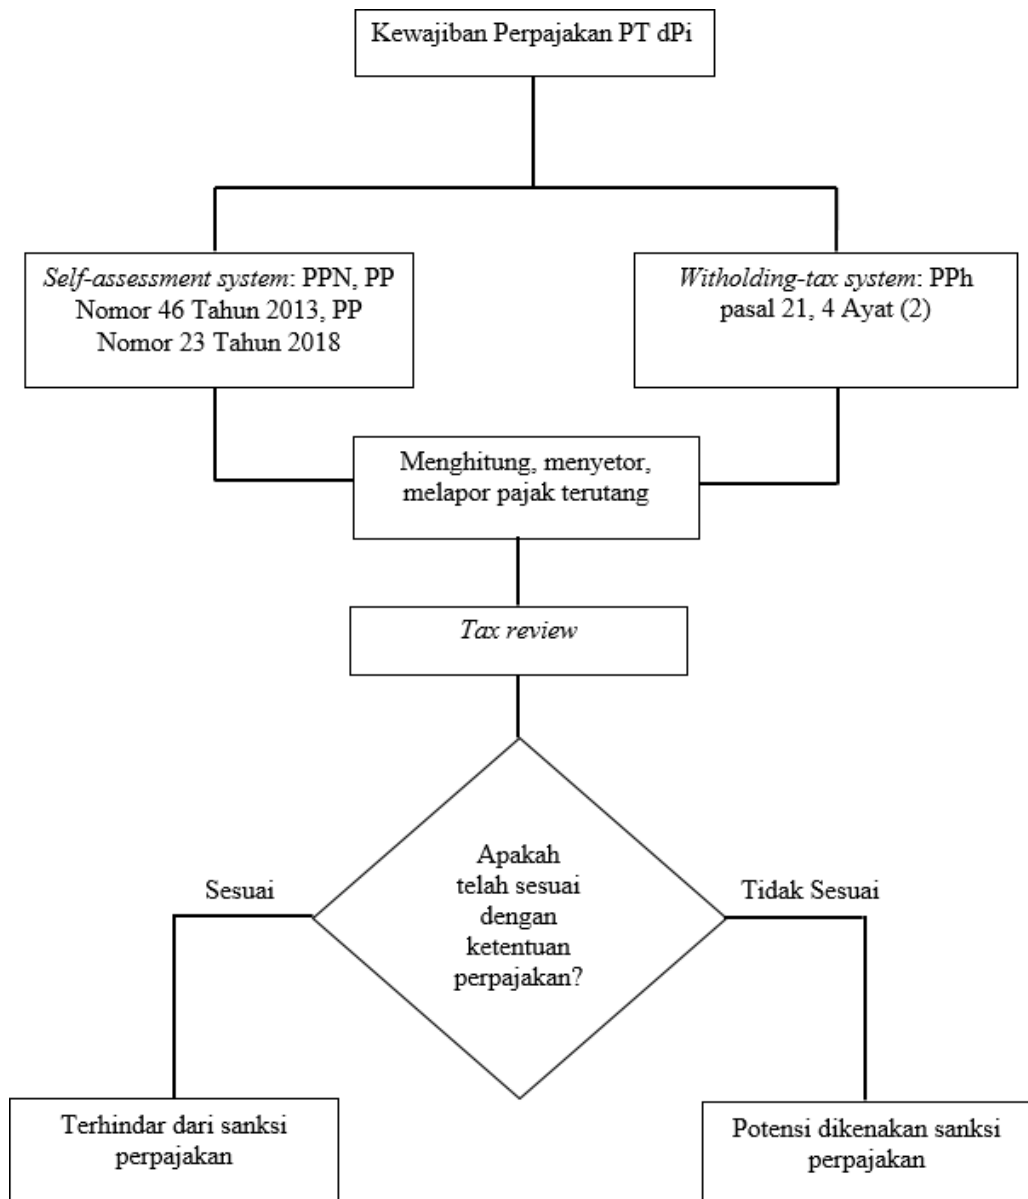 Kewajiban Perpajakan PT dPi
Self-assessment system: PPN, PP
Nomor 46 Tahun 2013, PP
Nomor 23 Tahun 2018
Witholding-tax system: PPh
pasal 21, 4 Ayat (2)
Menghitung, menyetor,
melapor pajak terutang
Tax review
Apakah
telah sesuai
dengan
ketentuan
perpajakan?
Sesuai
Tidak Sesuai
Terhindar dari sanksi
perpajakan
Potensi dikenakan sanksi
perpajakan